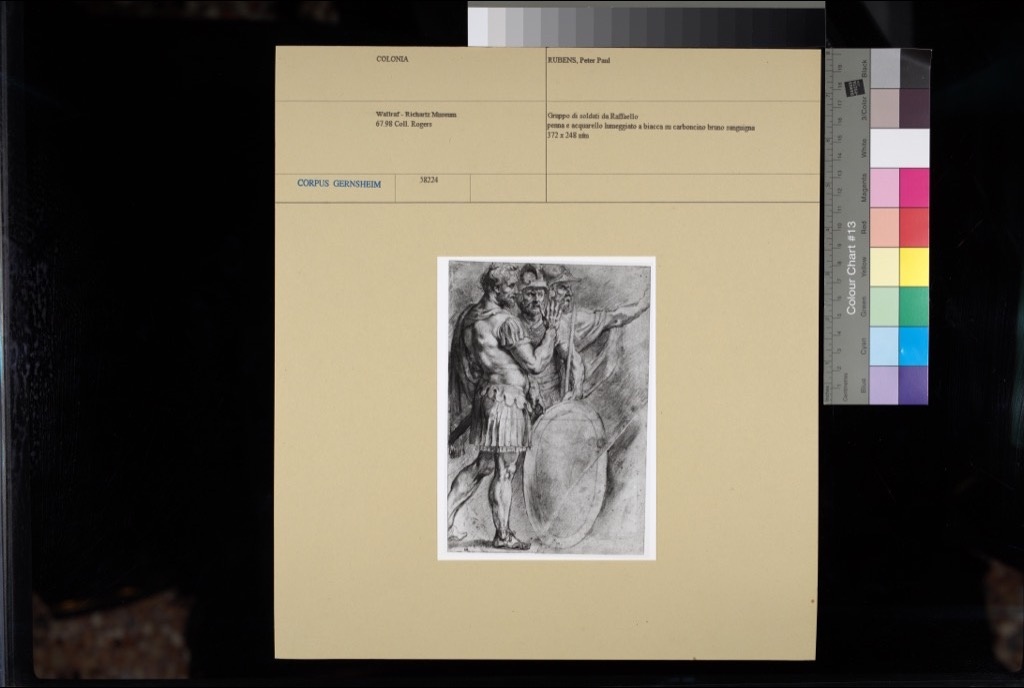 COLONIA
RUBENS, Peter Paul
Wallraf - Richartz Museum
67.98 Coll. Rogers
Gruppo di soldati da Raffaello
penna e acquarello lumeggiato a biacca su carboncino bruno sanguigna
372 x 248 mm
CORPUS GERNSHEIM
58224
Colour Chart #13
Black
3/Color
White
Magenta
Red
Yellow
Green
Cyan
Blue
Centimetres